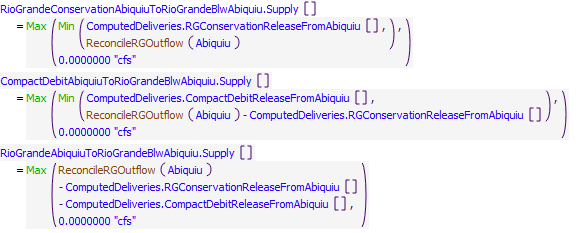 RioGrandeConservationAbiquiuToRioGrandeBlwAbiquiu.Supply []
= Max ( Min ( ComputedDeliveries.RGConservationReleaseFromAbiquiu [] , ) ,
ReconcileRGOutflow ( Abiquiu )
0.0000000 "cfs"
CompactDebitAbiquiuToRioGrandeBlwAbiquiu.Supply []
= Max ( Min ( ComputedDeliveries.CompactDebitReleaseFromAbiquiu [] , ) ,
ReconcileRGOutflow ( Abiquiu ) - ComputedDeliveries.RGConservationReleaseFromAbiquiu []
0.0000000 "cfs"
RioGrandeAbiquiuToRioGrandeBlwAbiquiu.Supply []
= Max ( ReconcileRGOutflow ( Abiquiu )
- ComputedDeliveries.RGConservationReleaseFromAbiquiu []
- ComputedDeliveries.CompactDebitReleaseFromAbiquiu [] ,
0.0000000 "cfs" )